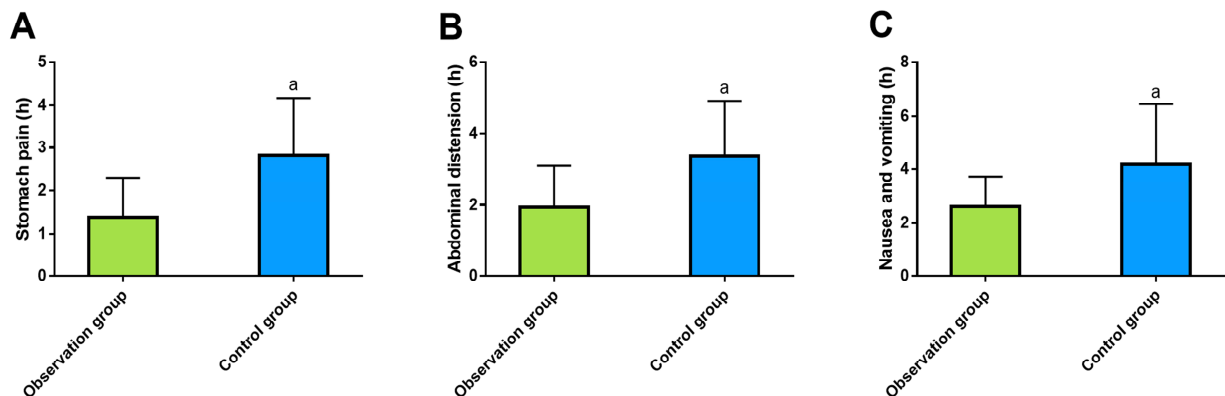 A
Stomach pain (h)
5
4
3
2
1
0
a
Observation group
Control group
B
Abdominal distension (h)
6
4
2
0
a
Observation group
Control group
C
Nausea and vomiting (h)
8
6
4
2
0
a
Observation group
Control group